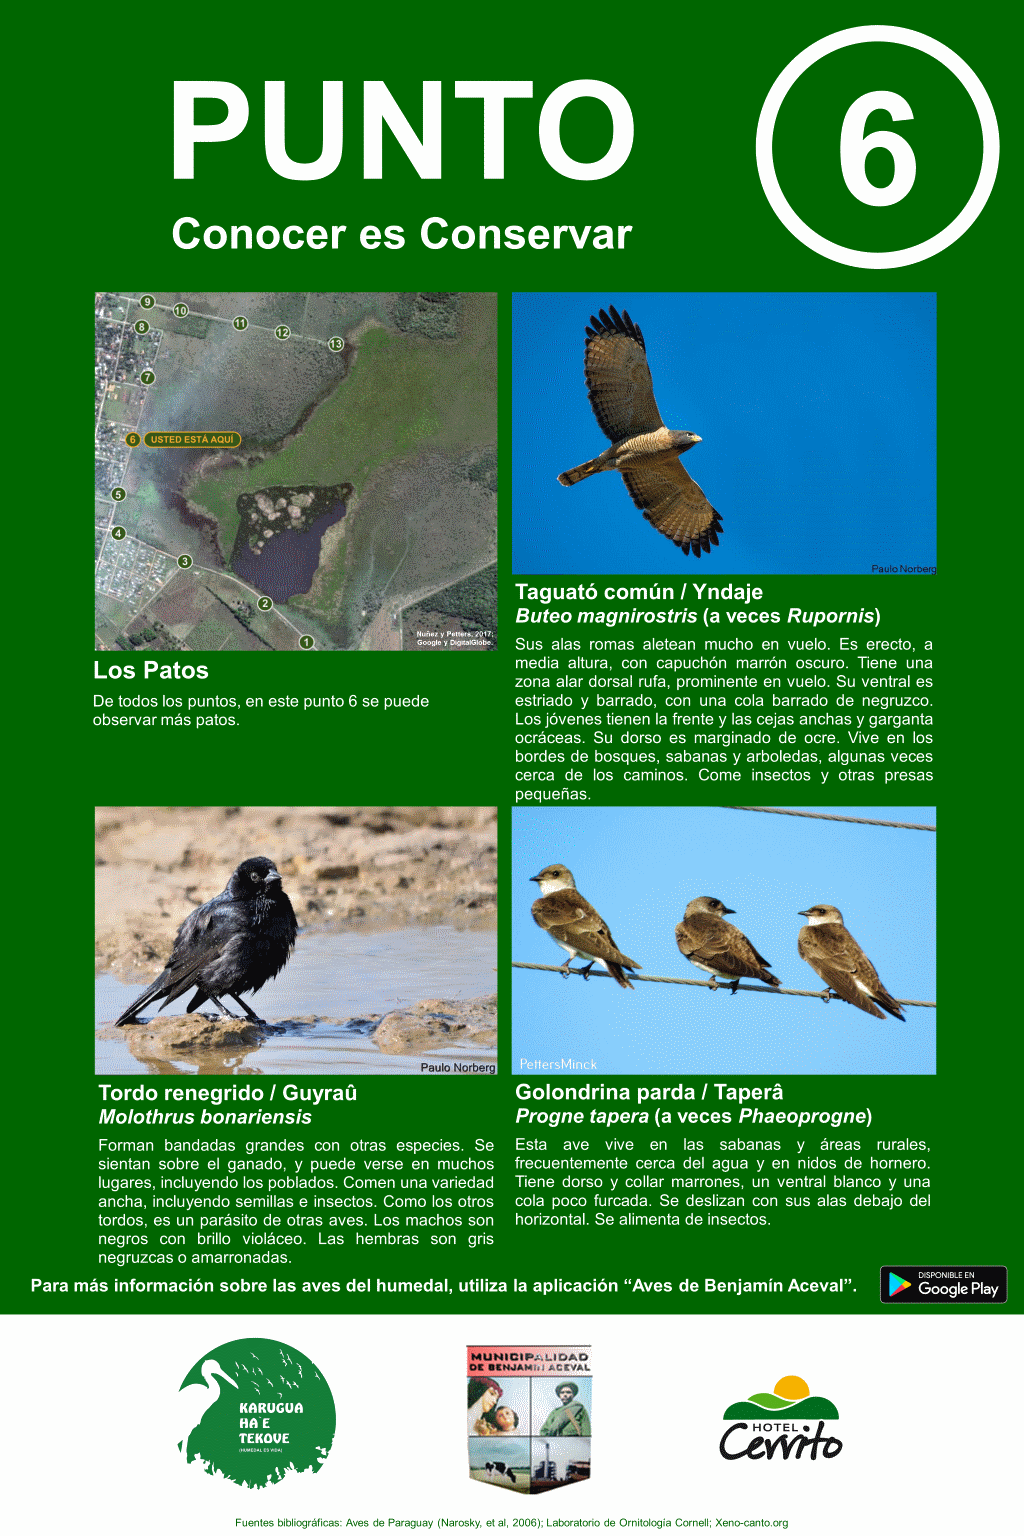 PUNTO
6
Conocer es Conservar
9
10
11
12
13
8
7
6 USTED ESTÁ AQUÍ
5
4
3
2
1
Nuñez y Petters, 2017;
Google y DigitalGlobe.
Los Patos
De todos los puntos, en este punto 6 se puede
observar más patos.
Paulo Norberg
Taguató común / Yndaje
Buteo magnirostris (a veces Rupornis)
Sus alas romas aletean mucho en vuelo. Es erecto, a
media altura, con capuchón marrón oscuro. Tiene una
zona alar dorsal rufa, prominente en vuelo. Su ventral es
estriado y barrado, con una cola barrado de negruzco.
Los jóvenes tienen la frente y las cejas anchas y garganta
ocráceas. Su dorso es marginado de ocre. Vive en los
bordes de bosques, sabanas y arboledas, algunas veces
cerca de los caminos. Come insectos y otras presas
pequeñas.
Paulo Norberg
Tordo renegrido / Guyraû
Molothrus bonariensis
Forman bandadas grandes con otras especies. Se
sientan sobre el ganado, y puede verse en muchos
lugares, incluyendo los poblados. Comen una variedad
ancha, incluyendo semillas e insectos. Como los otros
tordos, es un parásito de otras aves. Los machos son
negros con brillo violáceo. Las hembras son gris
negruzcas o amarronadas.
PettersMinck
Golondrina parda / Taperâ
Progne tapera (a veces Phaeoprogne)
Esta ave vive en las sabanas y áreas rurales,
frecuentemente cerca del agua y en nidos de hornero.
Tiene dorso y collar marrones, un ventral blanco y una
cola poco furcada. Se deslizan con sus alas debajo del
horizontal. Se alimenta de insectos.
Para más información sobre las aves del humedal, utiliza la aplicación “Aves de Benjamín Aceval”.
DISPONIBLE EN
Google Play
KARUGUA
HA'E
TEKOVE
(HUMEDAL ES VIDA)
MUNICIPALIDAD
DE BENJAMIN ACEVAL
HOTEL
Cerrito
Fuentes bibliográficas: Aves de Paraguay (Narosky, et al, 2006); Laboratorio de Ornitología Cornell; Xeno-canto.org